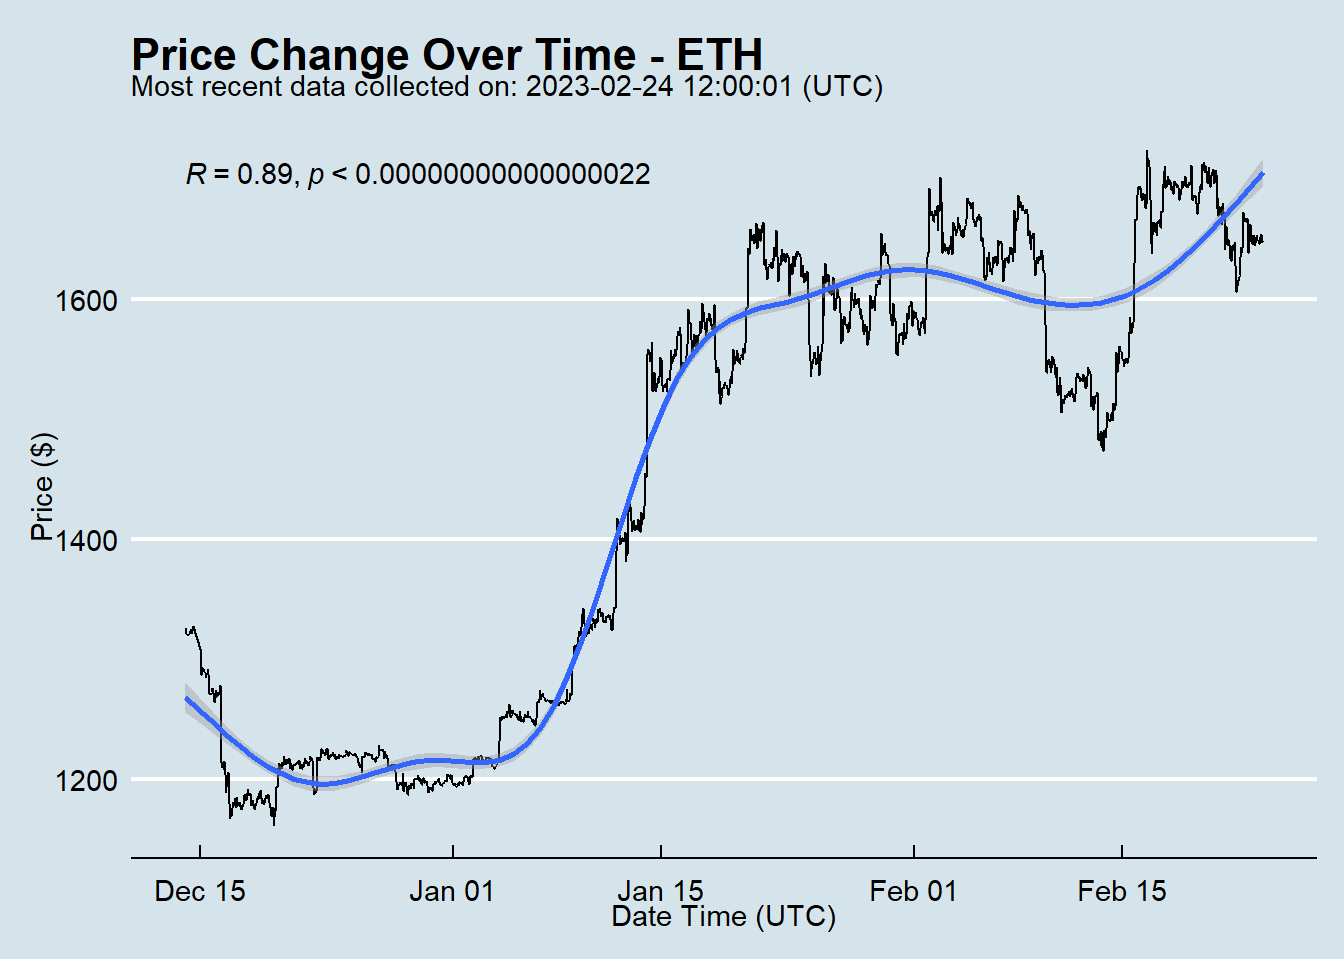 Price Change Over Time - ETH
Most recent data collected on: 2023-02-24 12:00:01 (UTC)
R = 0.89, p < 0.00000000000000022
1600
1400
1200
Price ($)
Dec 15
Jan 01
Jan 15
Feb 01
Feb 15
Date Time (UTC)